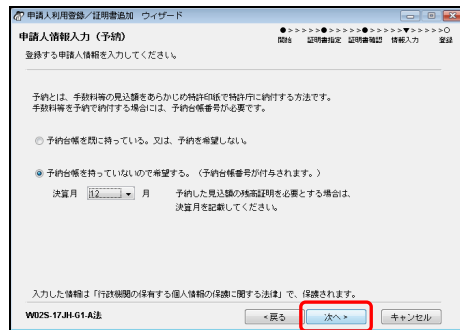 申請人利用登録／証明書追加 ウィザード
申請人情報入力（予納）
●>>>>>●>>>>>●>>>>>▼>>>>>○
開始 証明書指定 証明書確認 情報入力 登録
登録する申請人情報を入力してください。
予納とは、手数料等の見込額をあらかじめ特許印紙で特許庁に納付する方法です。
手数料等を予納で納付する場合には、予納台帳番号が必要です。
予納台帳を既に持っている。又は、予納を希望しない。
予納台帳を持っていないので希望する。（予納台帳番号が付与されます。）
決算月 12 月 予納した見込額の残高証明を必要とする場合は、
決算月を記載してください。
入力した情報は「行政機関の保有する個人情報の保護に関する法律」で、保護されます。
W02S-17JH-G1-A法 <戻る 次へ> キャンセル